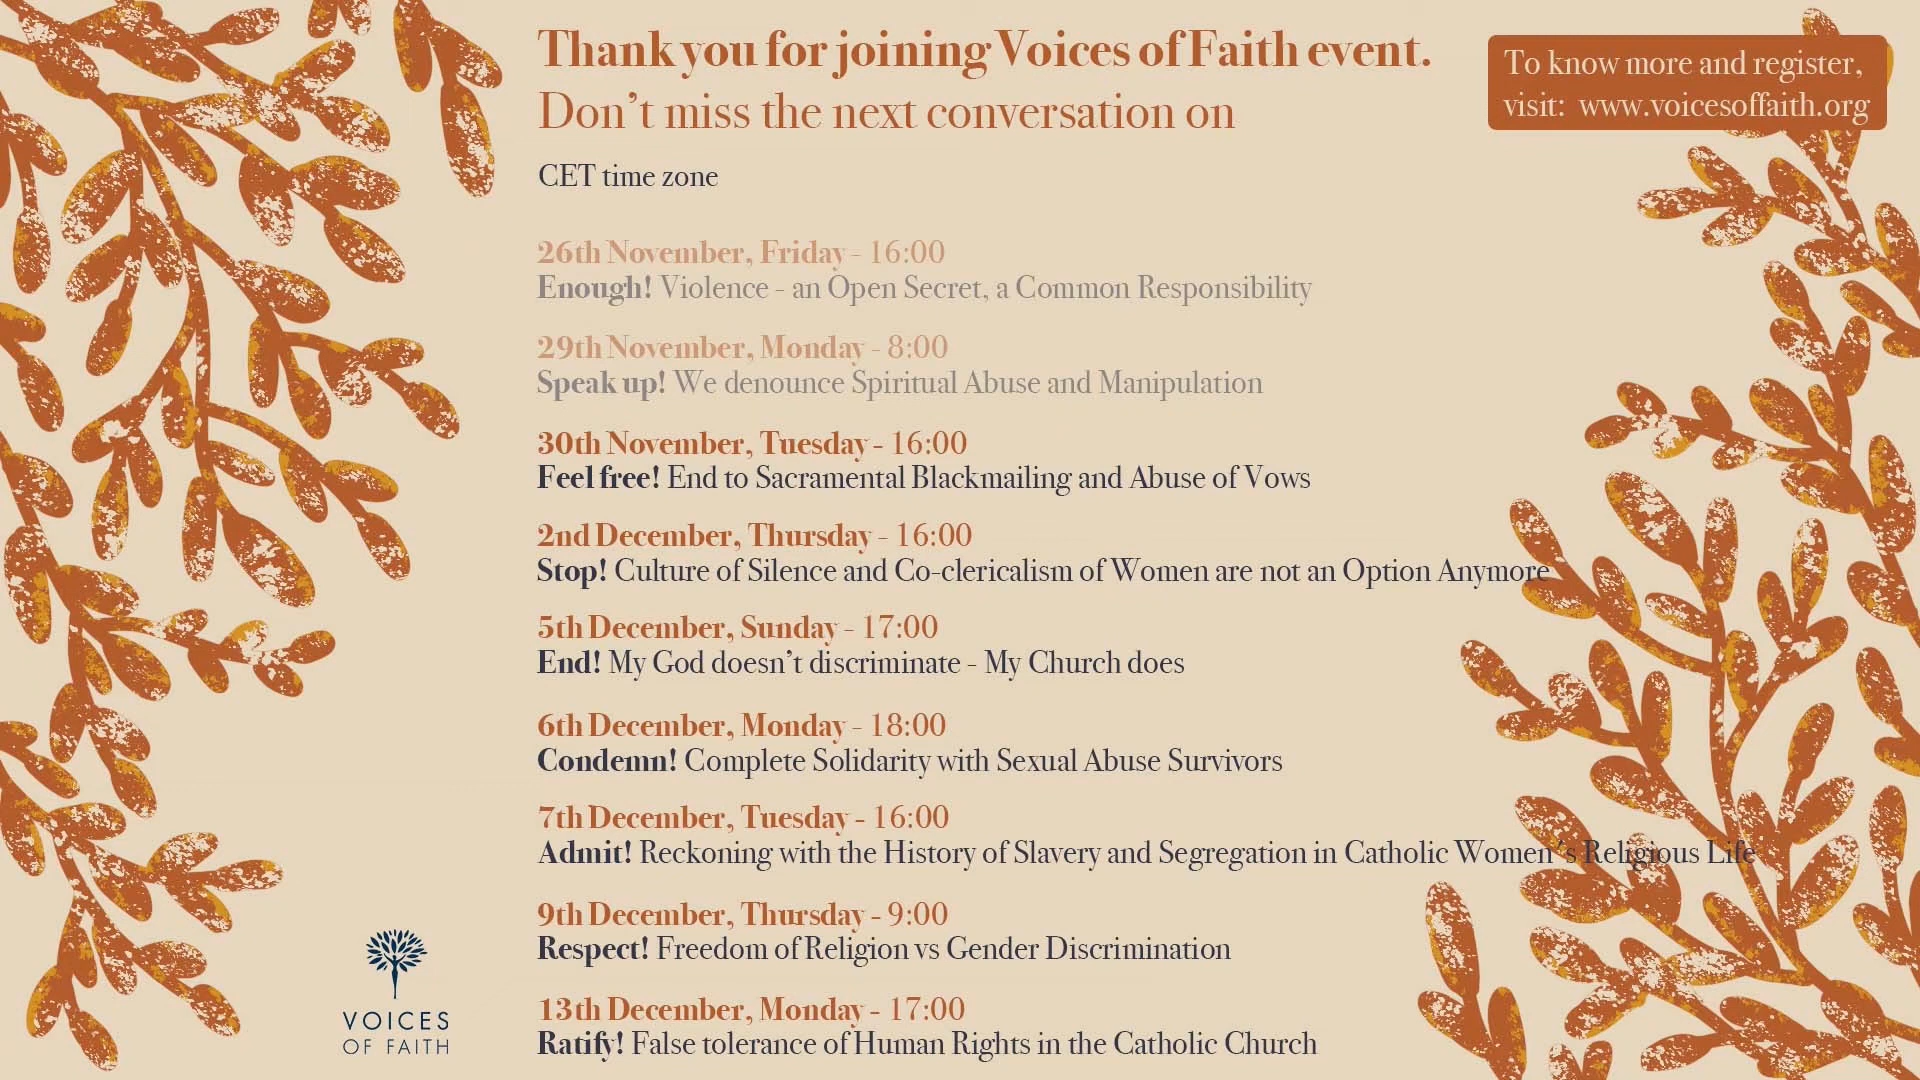 Thank you for joining Voices of Faith event.
Don't miss the next conversation on
To know more and register,
visit: www.voicesoffaith.org
CET time zone
26th November, Friday - 16:00
Enough! Violence - an Open Secret, a Common Responsibility
29th November, Monday - 8:00
Speak up! We denounce Spiritual Abuse and Manipulation
30th November, Tuesday - 16:00
Feel free! End to Sacramental Blackmailing and Abuse of Vows
2nd December, Thursday - 16:00
Stop! Culture of Silence and Co-clericalism of Women are not an Option Anymore
5th December, Sunday - 17:00
End! My God doesn't discriminate - My Church does
6th December, Monday - 18:00
Condemn! Complete Solidarity with Sexual Abuse Survivors
7th December, Tuesday - 16:00
Admit! Reckoning with the History of Slavery and Segregation in Catholic Women's Religious Life
9th December, Thursday - 9:00
Respect! Freedom of Religion vs Gender Discrimination
13th December, Monday - 17:00
Ratify! False tolerance of Human Rights in the Catholic Church
VOICES
OF FAITH